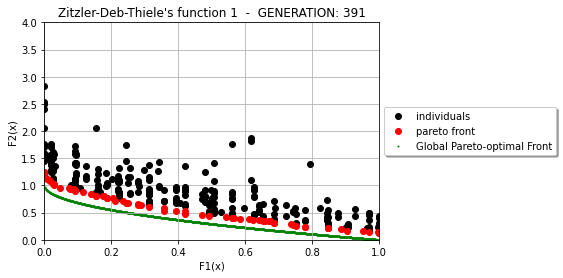 Zitzler-Deb-Thiele's function 1 - GENERATION: 391
4.0
3.5
3.0
2.5
2.0
1.5
1.0
0.5
0.0
F2(x)
0.0 0.2 0.4 0.6 0.8 1.0
F1(x)
individuals
pareto front
Global Pareto-optimal Front